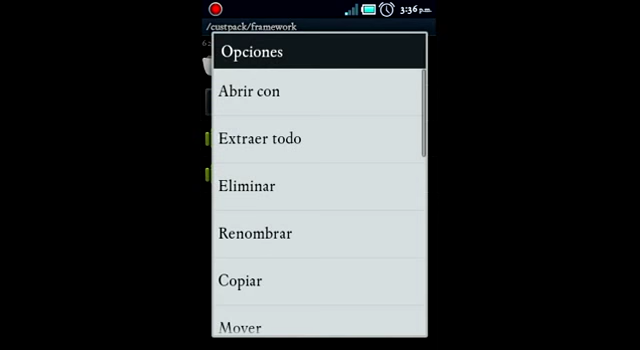 3:36 p.m.
/custpack/framework
Opciones
Abrir con
Extraer todo
Eliminar
Renombrar
Copiar
Mover